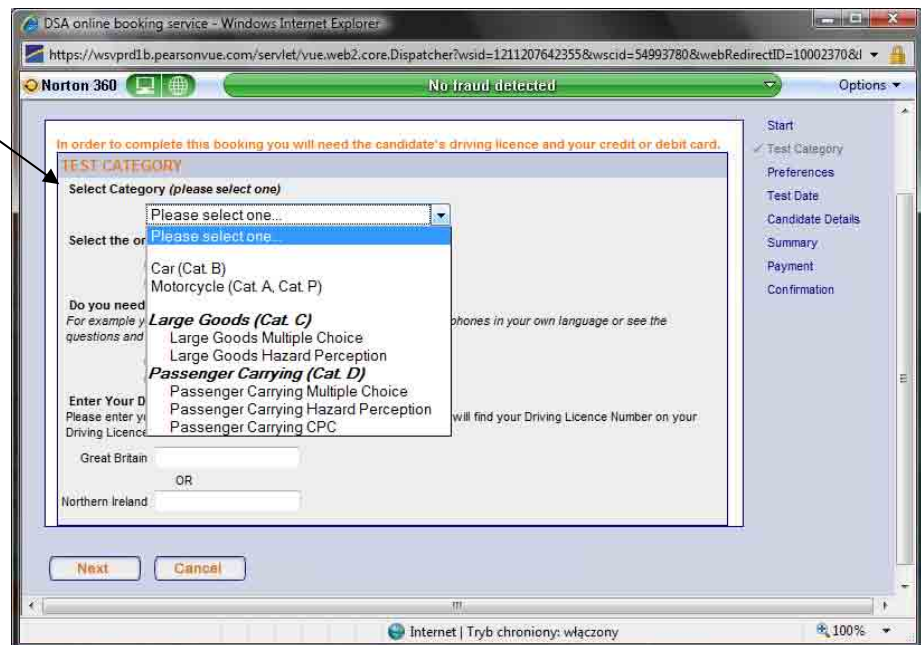 DSA online booking service - Windows Internet Explorer
https://wsvprd1b.pearsonvue.com/servlet/vue.web2.core.Dispatcher?wsid=1211207642355&wscid=54993780&webRedirectID=10002370&l
Norton 360
No fraud detected
Options
In order to complete this booking you will need the candidate's driving licence and your credit or debit card.
TEST CATEGORY
Select Category (please select one)
Please select one...
Select the or
Please select one...
Car (Cat. B)
Motorcycle (Cat. A, Cat. P)
Do you need
Large Goods (Cat. C)
For example y
phones in your own language or see the
questions and
Large Goods Multiple Choice
Large Goods Hazard Perception
Passenger Carrying (Cat. D)
Passenger Carrying Multiple Choice
Enter Your D
Passenger Carrying Hazard Perception
Please enter yo
will find your Driving Licence Number on your
Driving Licence
Passenger Carrying CPC
Great Britain
OR
Northern Ireland
Next
Cancel
Start
Test Category
Preferences
Test Date
Candidate Details
Summary
Payment
Confirmation
Internet | Tryb chroniony: włączony
100%